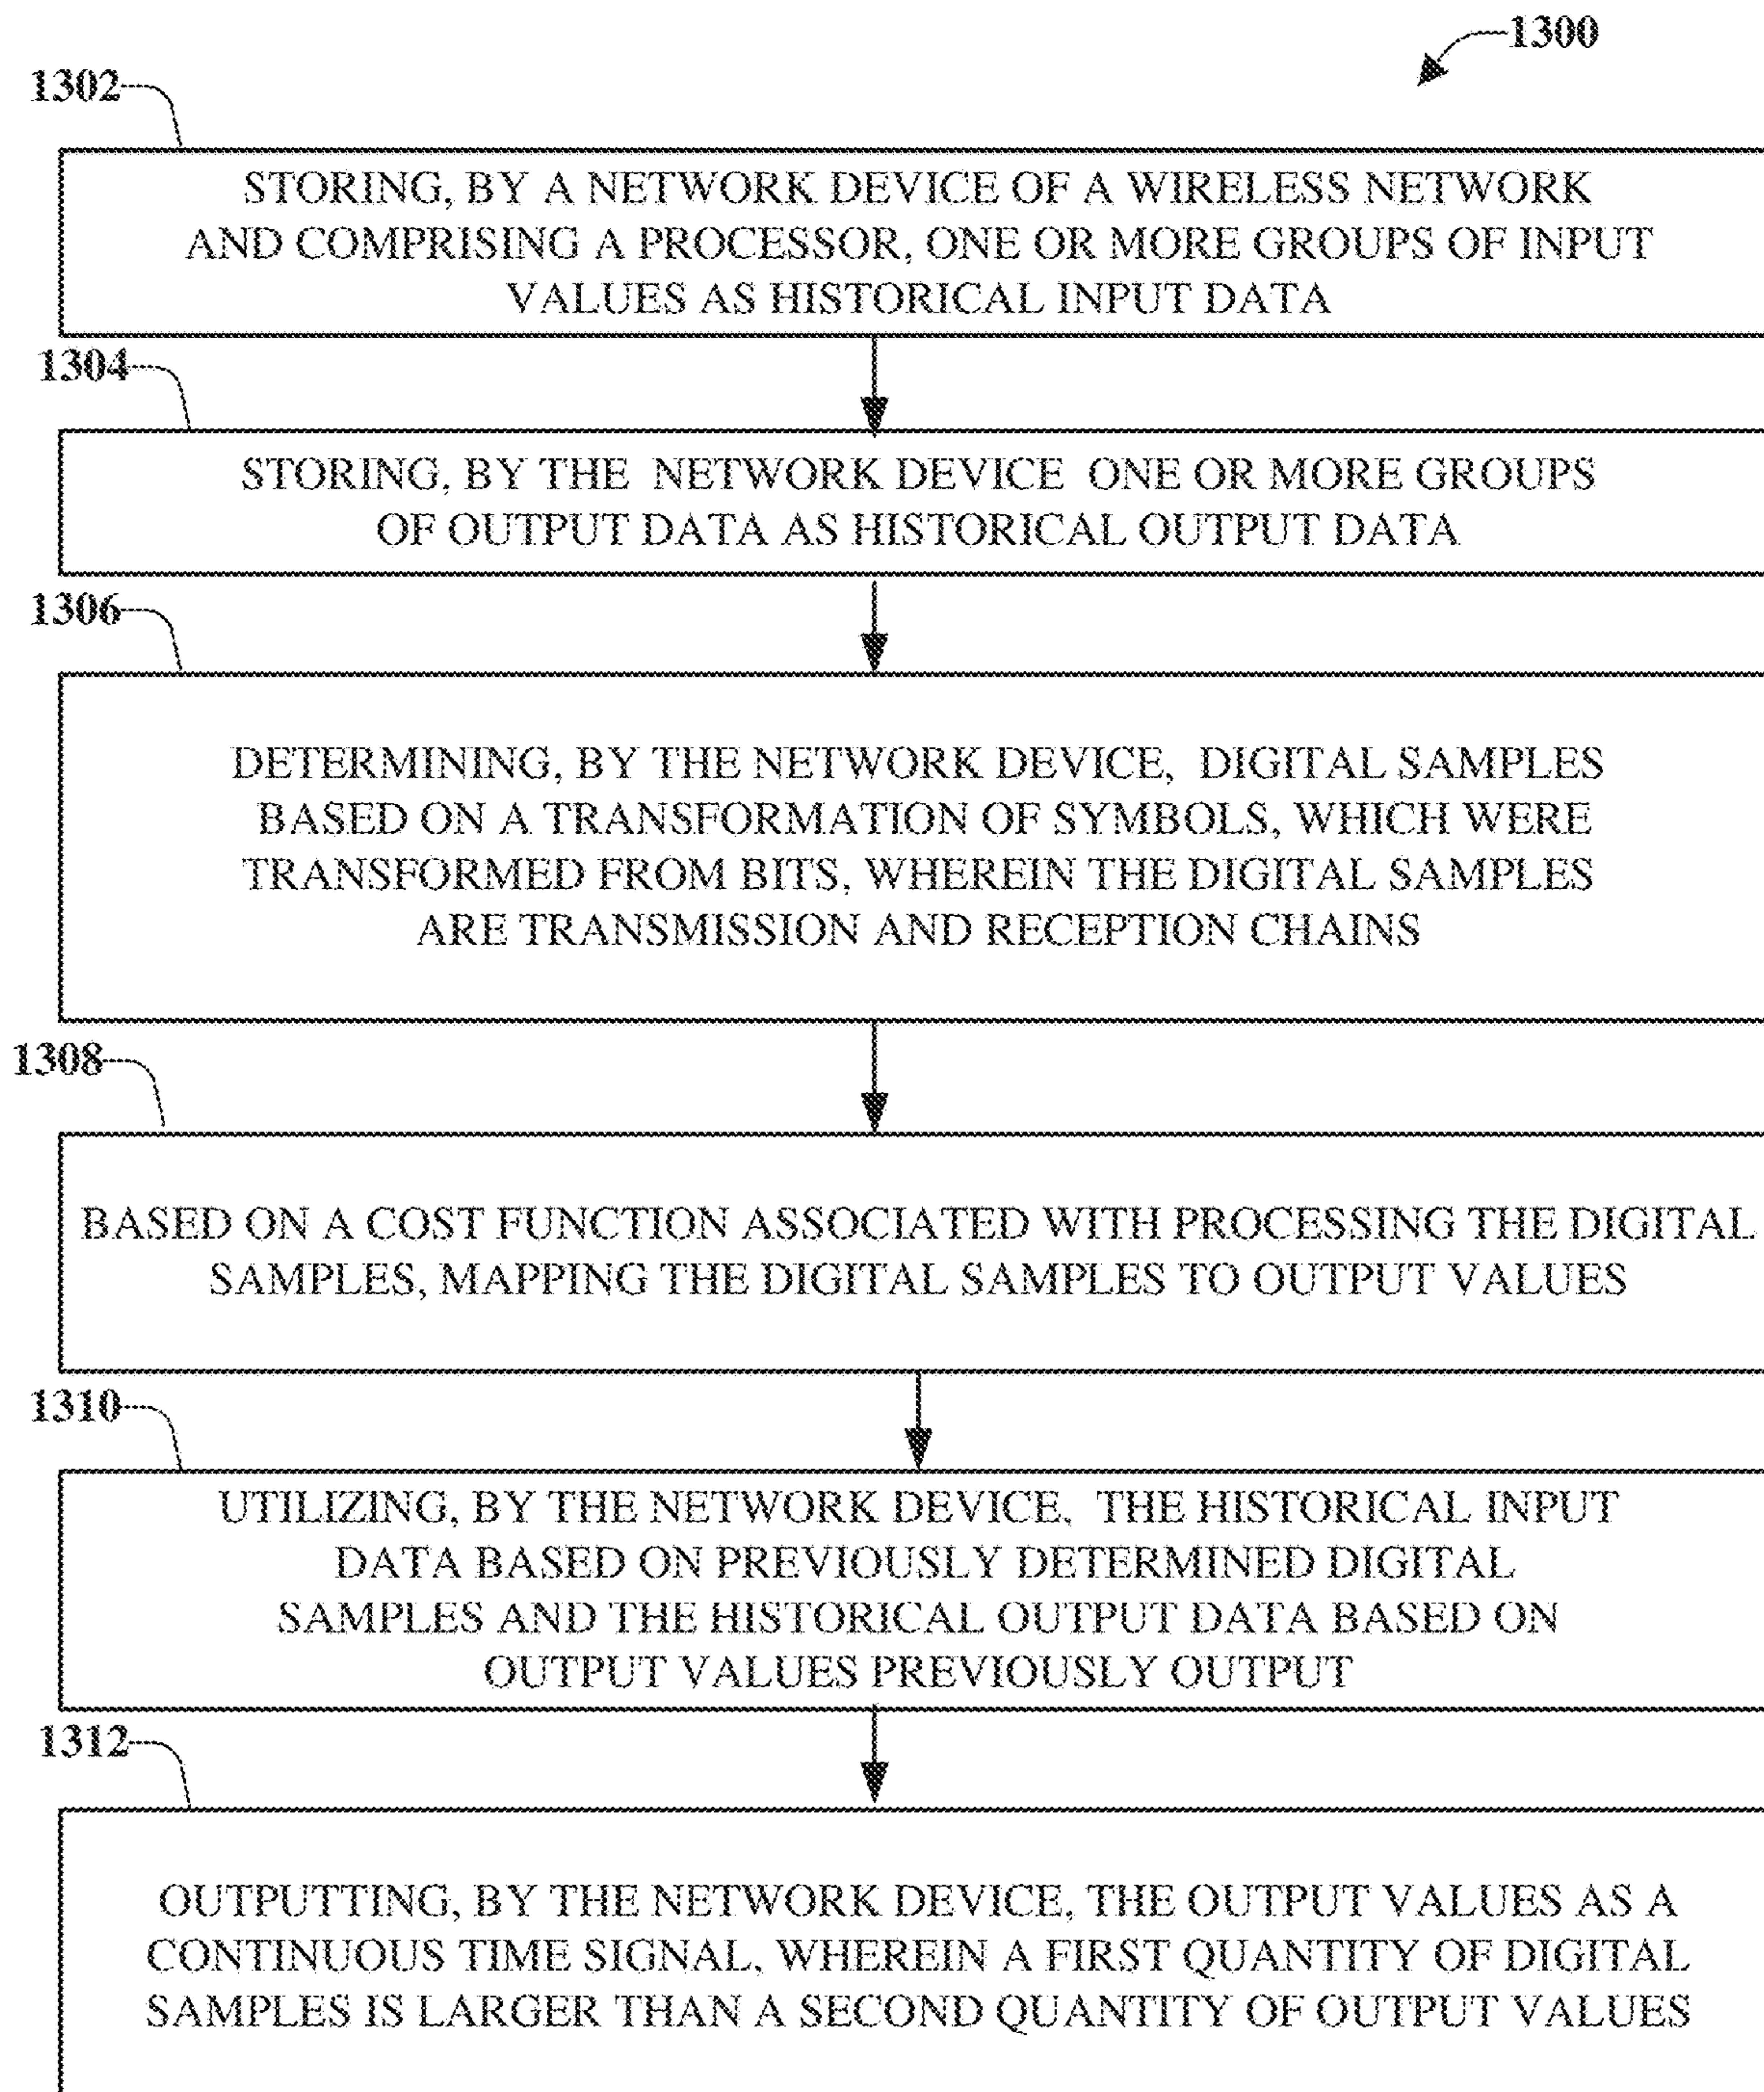 1300
1302
STORING, BY A NETWORK DEVICE OF A WIRELESS NETWORK
AND COMPRISING A PROCESSOR, ONE OR MORE GROUPS OF INPUT
VALUES AS HISTORICAL INPUT DATA
1304
STORING, BY THE NETWORK DEVICE ONE OR MORE GROUPS
OF OUTPUT DATA AS HISTORICAL OUTPUT DATA
1306
DETERMINING, BY THE NETWORK DEVICE, DIGITAL SAMPLES
BASED ON A TRANSFORMATION OF SYMBOLS, WHICH WERE
TRANSFORMED FROM BITS, WHEREIN THE DIGITAL SAMPLES
ARE TRANSMISSION AND RECEPTION CHAINS
1308
BASED ON A COST FUNCTION ASSOCIATED WITH PROCESSING THE DIGITAL
SAMPLES, MAPPING THE DIGITAL SAMPLES TO OUTPUT VALUES
1310
UTILIZING, BY THE NETWORK DEVICE, THE HISTORICAL INPUT
DATA BASED ON PREVIOUSLY DETERMINED DIGITAL
SAMPLES AND THE HISTORICAL OUTPUT DATA BASED ON
OUTPUT VALUES PREVIOUSLY OUTPUT
1312
OUTPUTTING, BY THE NETWORK DEVICE, THE OUTPUT VALUES AS A
CONTINUOUS TIME SIGNAL, WHEREIN A FIRST QUANTITY OF DIGITAL
SAMPLES IS LARGER THAN A SECOND QUANTITY OF OUTPUT VALUES